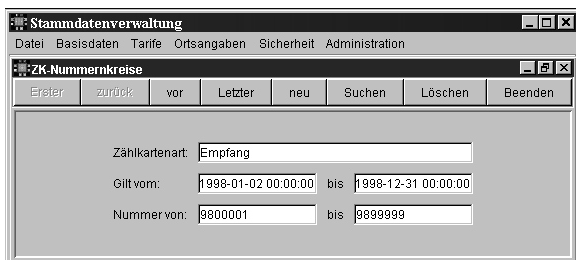 Stammdatenverwaltung
Datei Basisdaten Tarife Ortsangaben Sicherheit Administration
ZK-Nummernkreise
Erster zurück vor Letzter neu Suchen Löschen Beenden
Zählkartenart: Empfang
Gilt vom: 1998-01-02 00:00:00 bis 1998-12-31 00:00:00
Nummer von: 9800001 bis 9899999